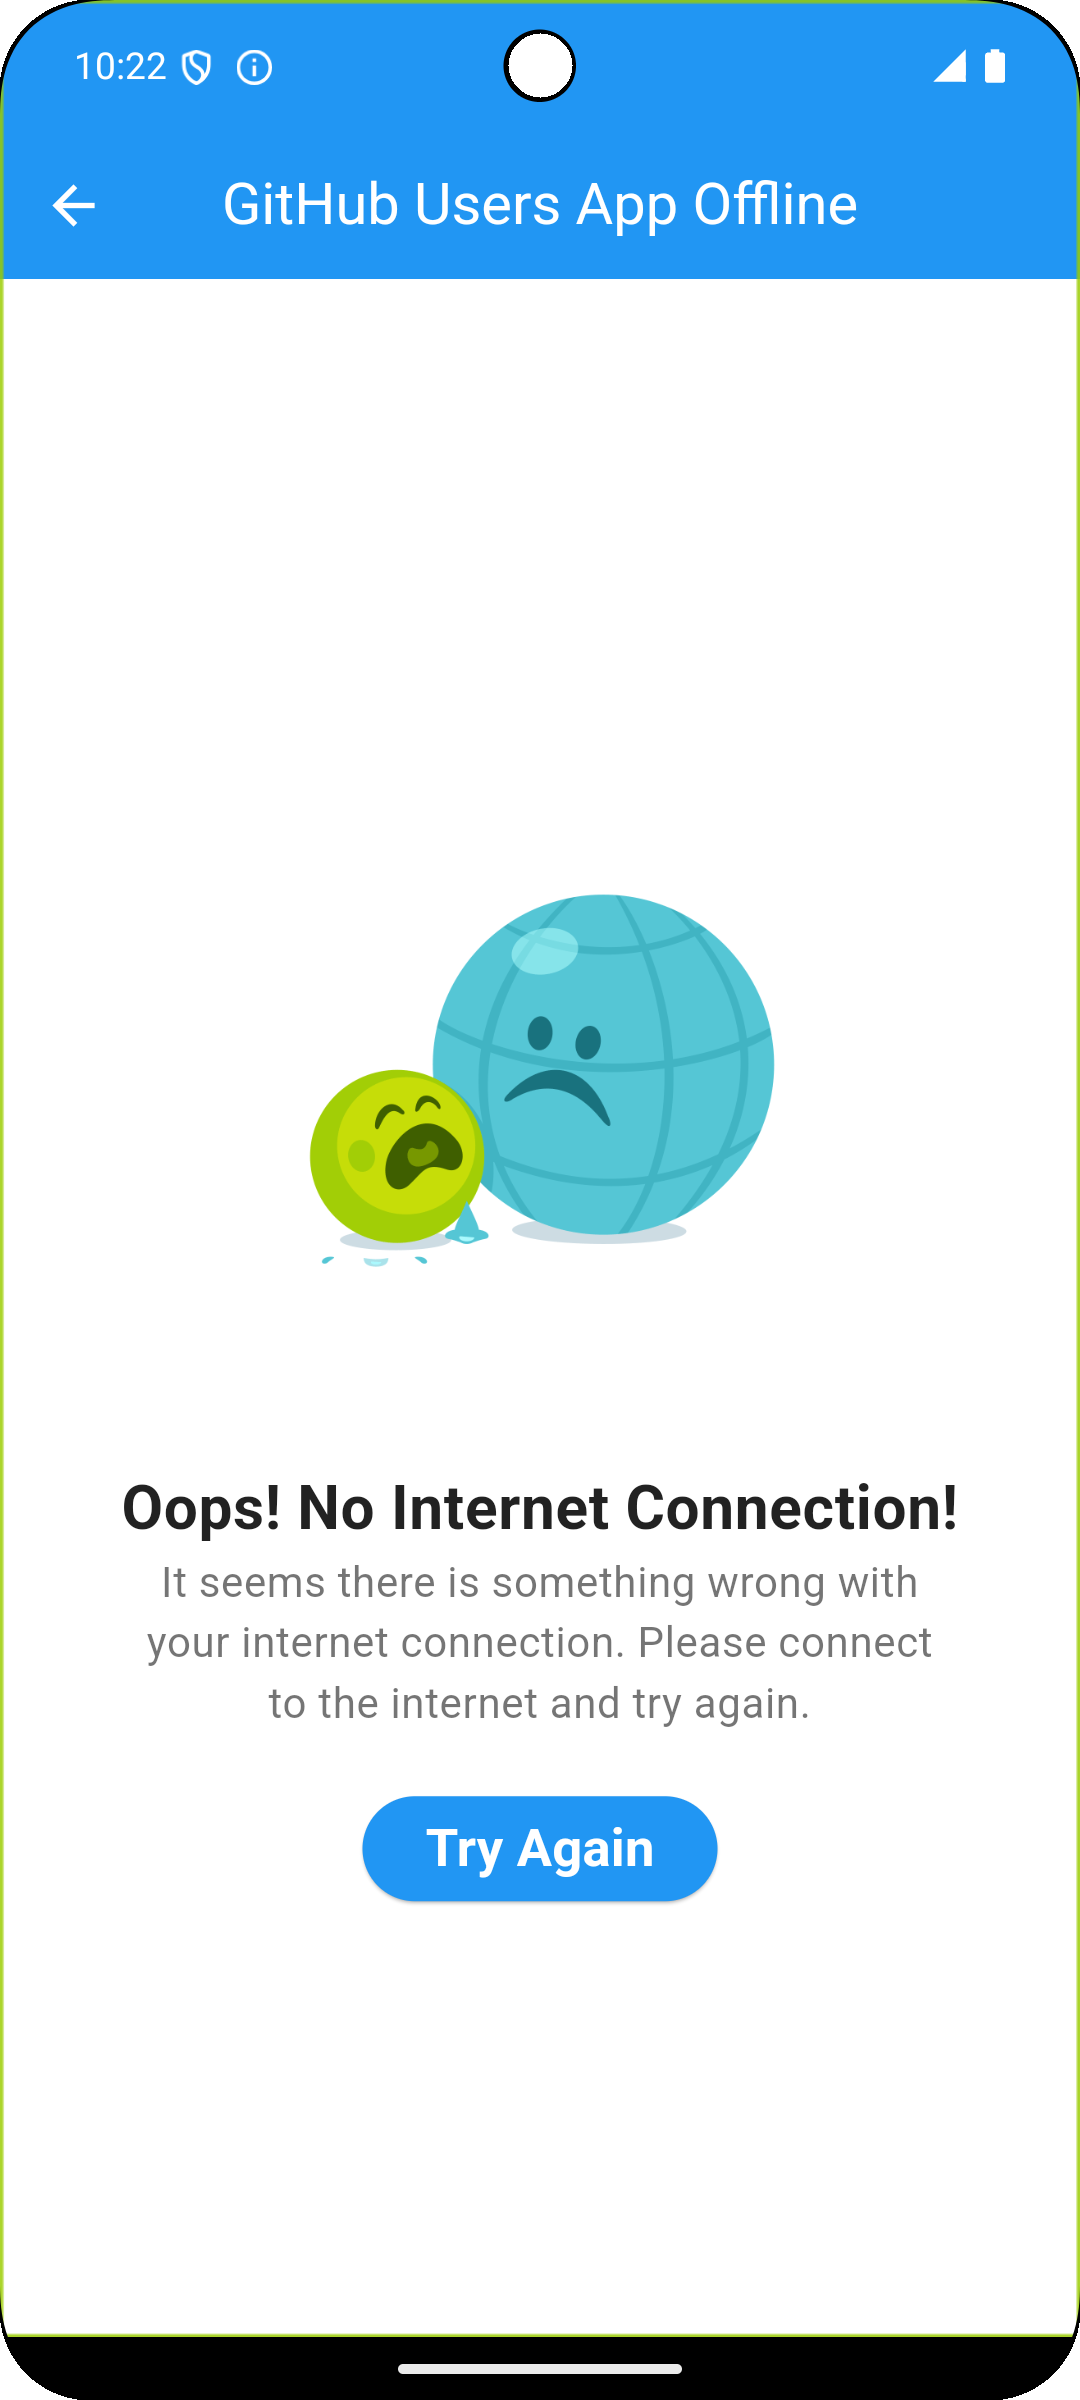 10:22
GitHub Users App Offline
Oops! No Internet Connection!
It seems there is something wrong with
your internet connection. Please connect
to the internet and try again.
Try Again